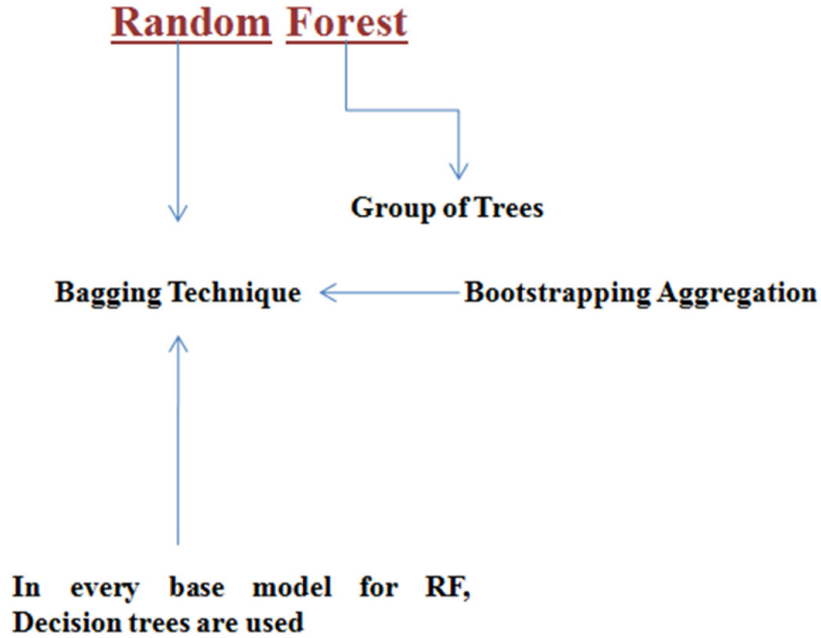 Random Forest
Group of Trees
Bagging Technique
Bootstrapping Aggregation
In every base model for RF,
Decision trees are used